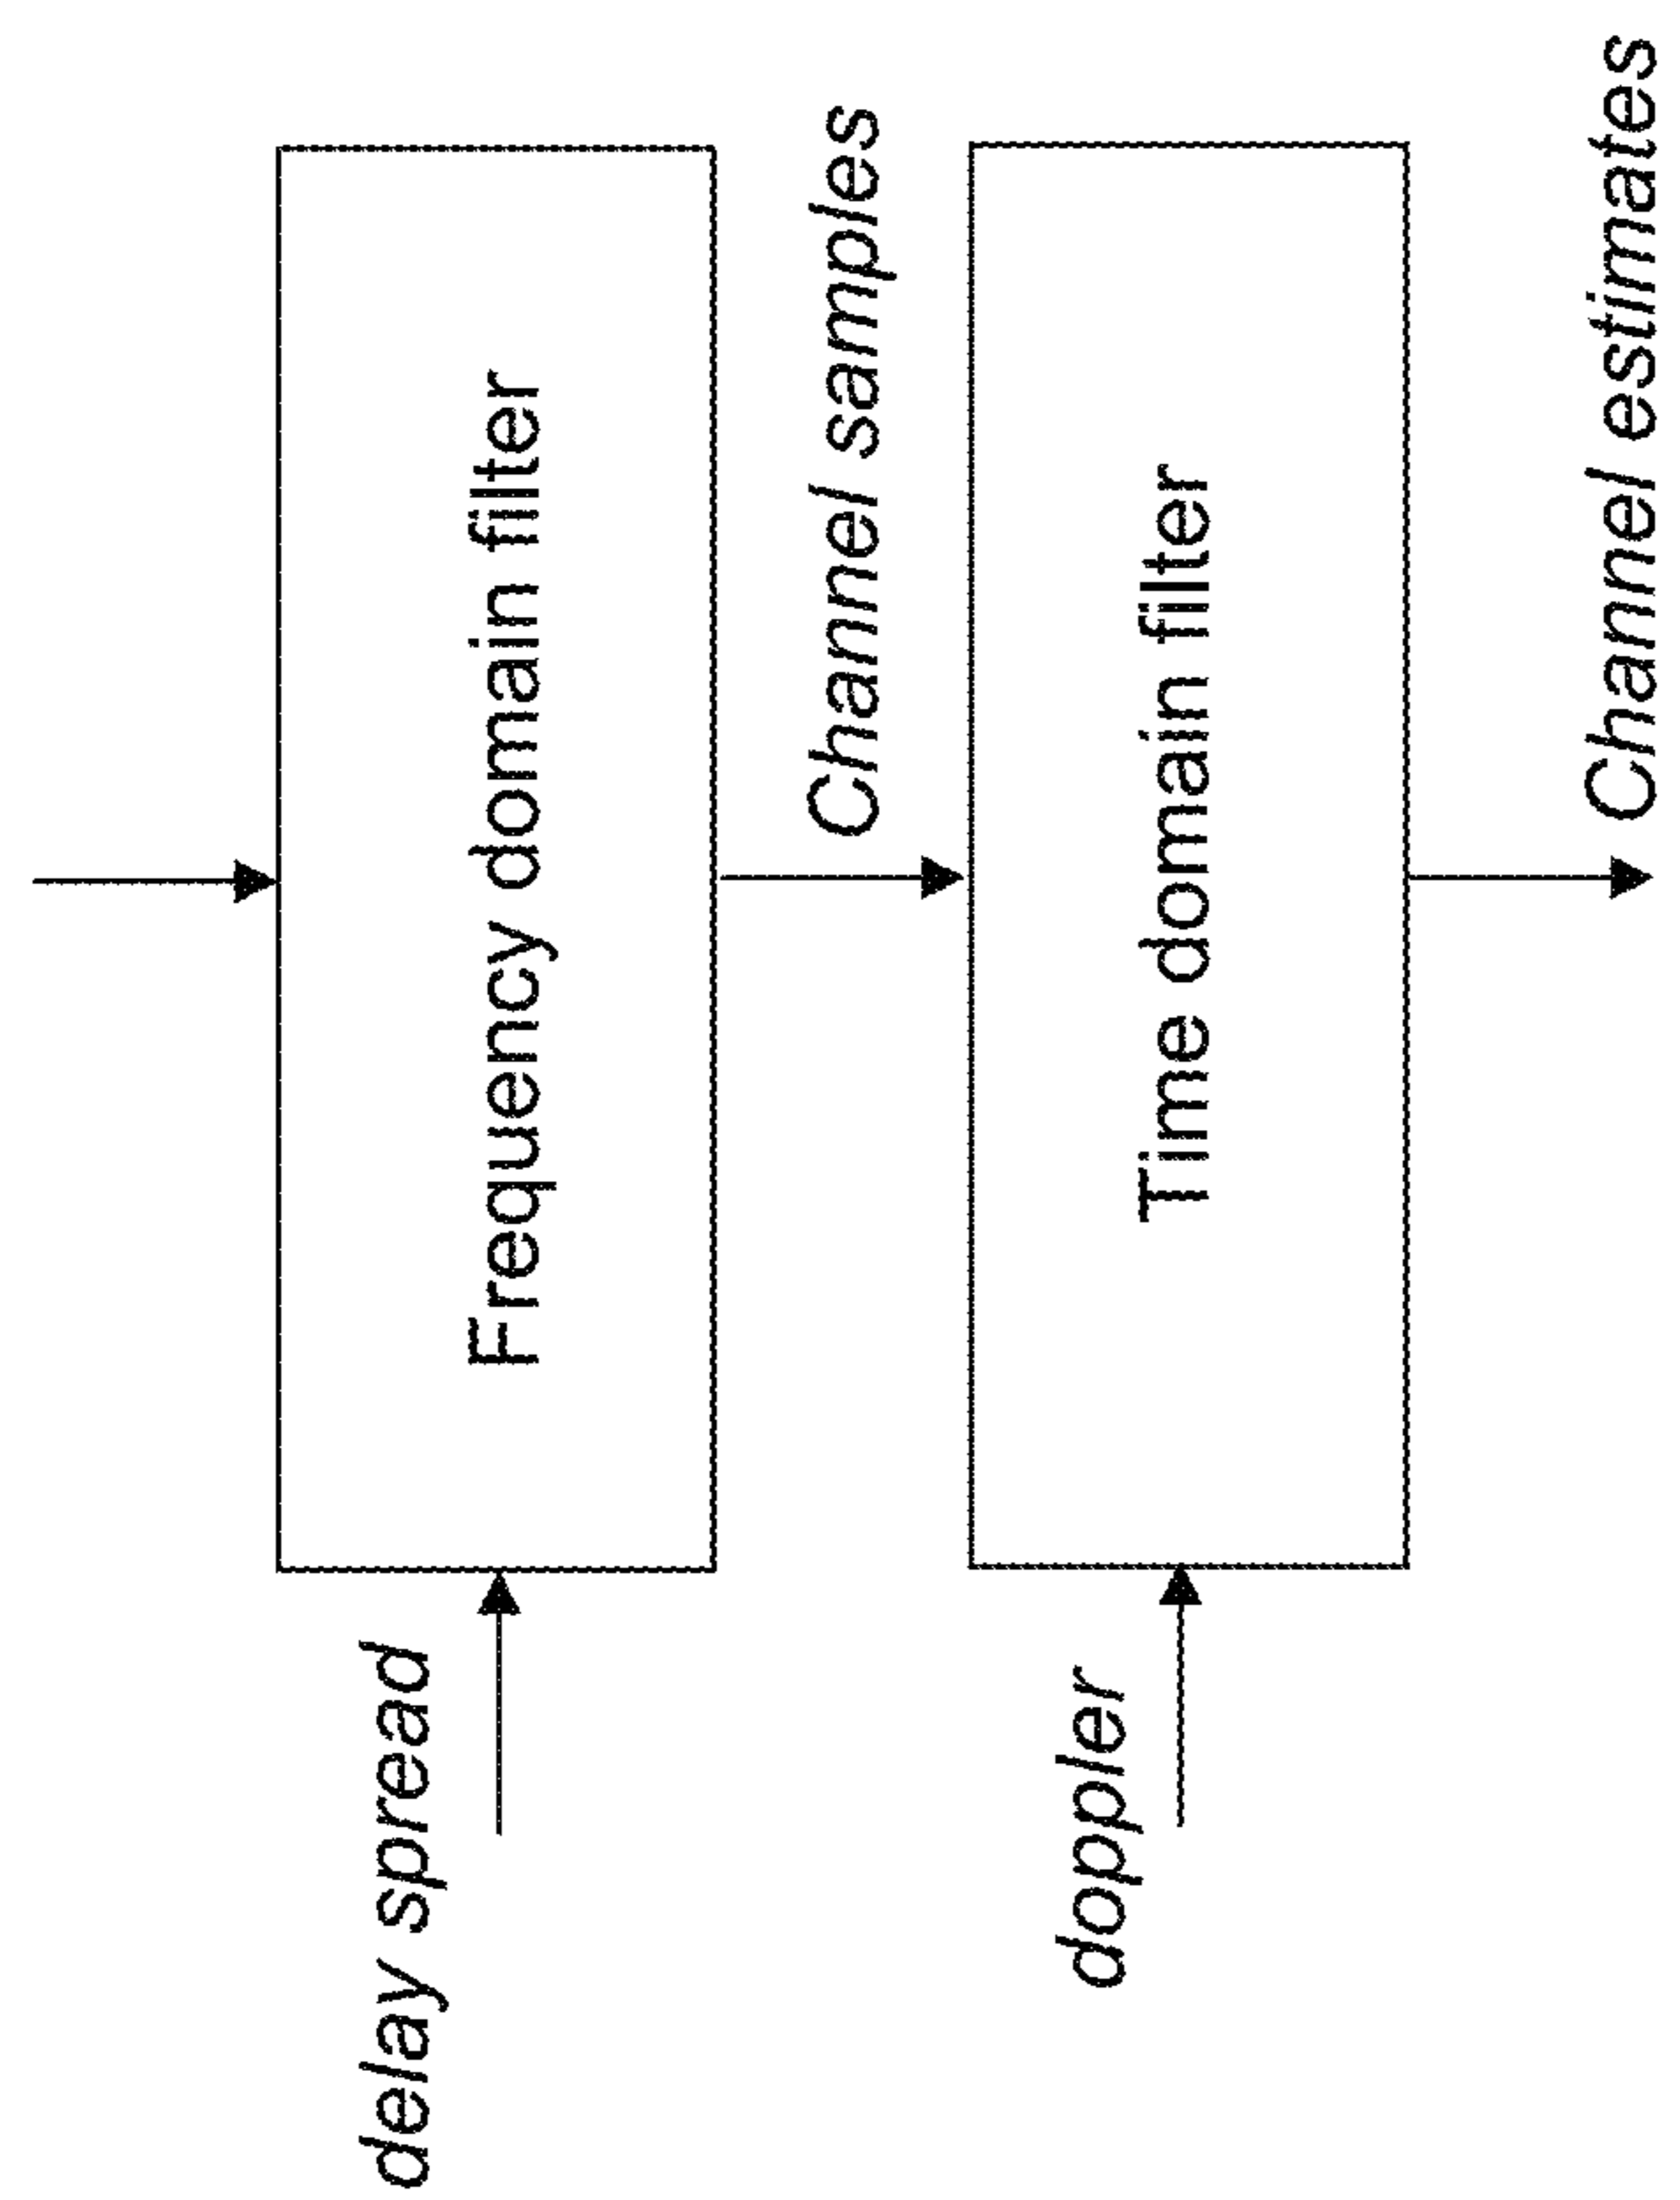 delay spread
Frequency domain filter
Channel samples
doppler
Time domain filter
Channel estimates